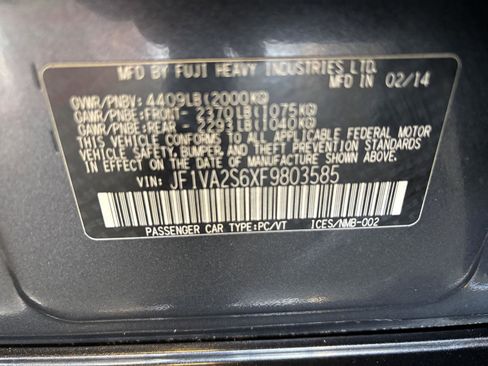 MFD BY FUJI HEAVY INDUSTRIES LTD.
MFD IN 02/14
GVWR/PNBV: 4409LB(2000KG)
GAWR/PNBE:FRONT- 2370LB(1075KG)
GAWR/PNBE:REAR - 2293LB(1040KG)
THIS VEHICLE CONFORMS TO ALL APPLICABLE FEDERAL MOTOR
VEHICLE SAFETY, BUMPER, AND THEFT PREVENTION STANDARDS
IN EFFECT ON THE DATE OF MANUFACTURE SHOWN ABOVE.
VIN: JF1VA2S6XF9803585
PASSENGER CAR TYPE:PC/VT ICES/NMB-002